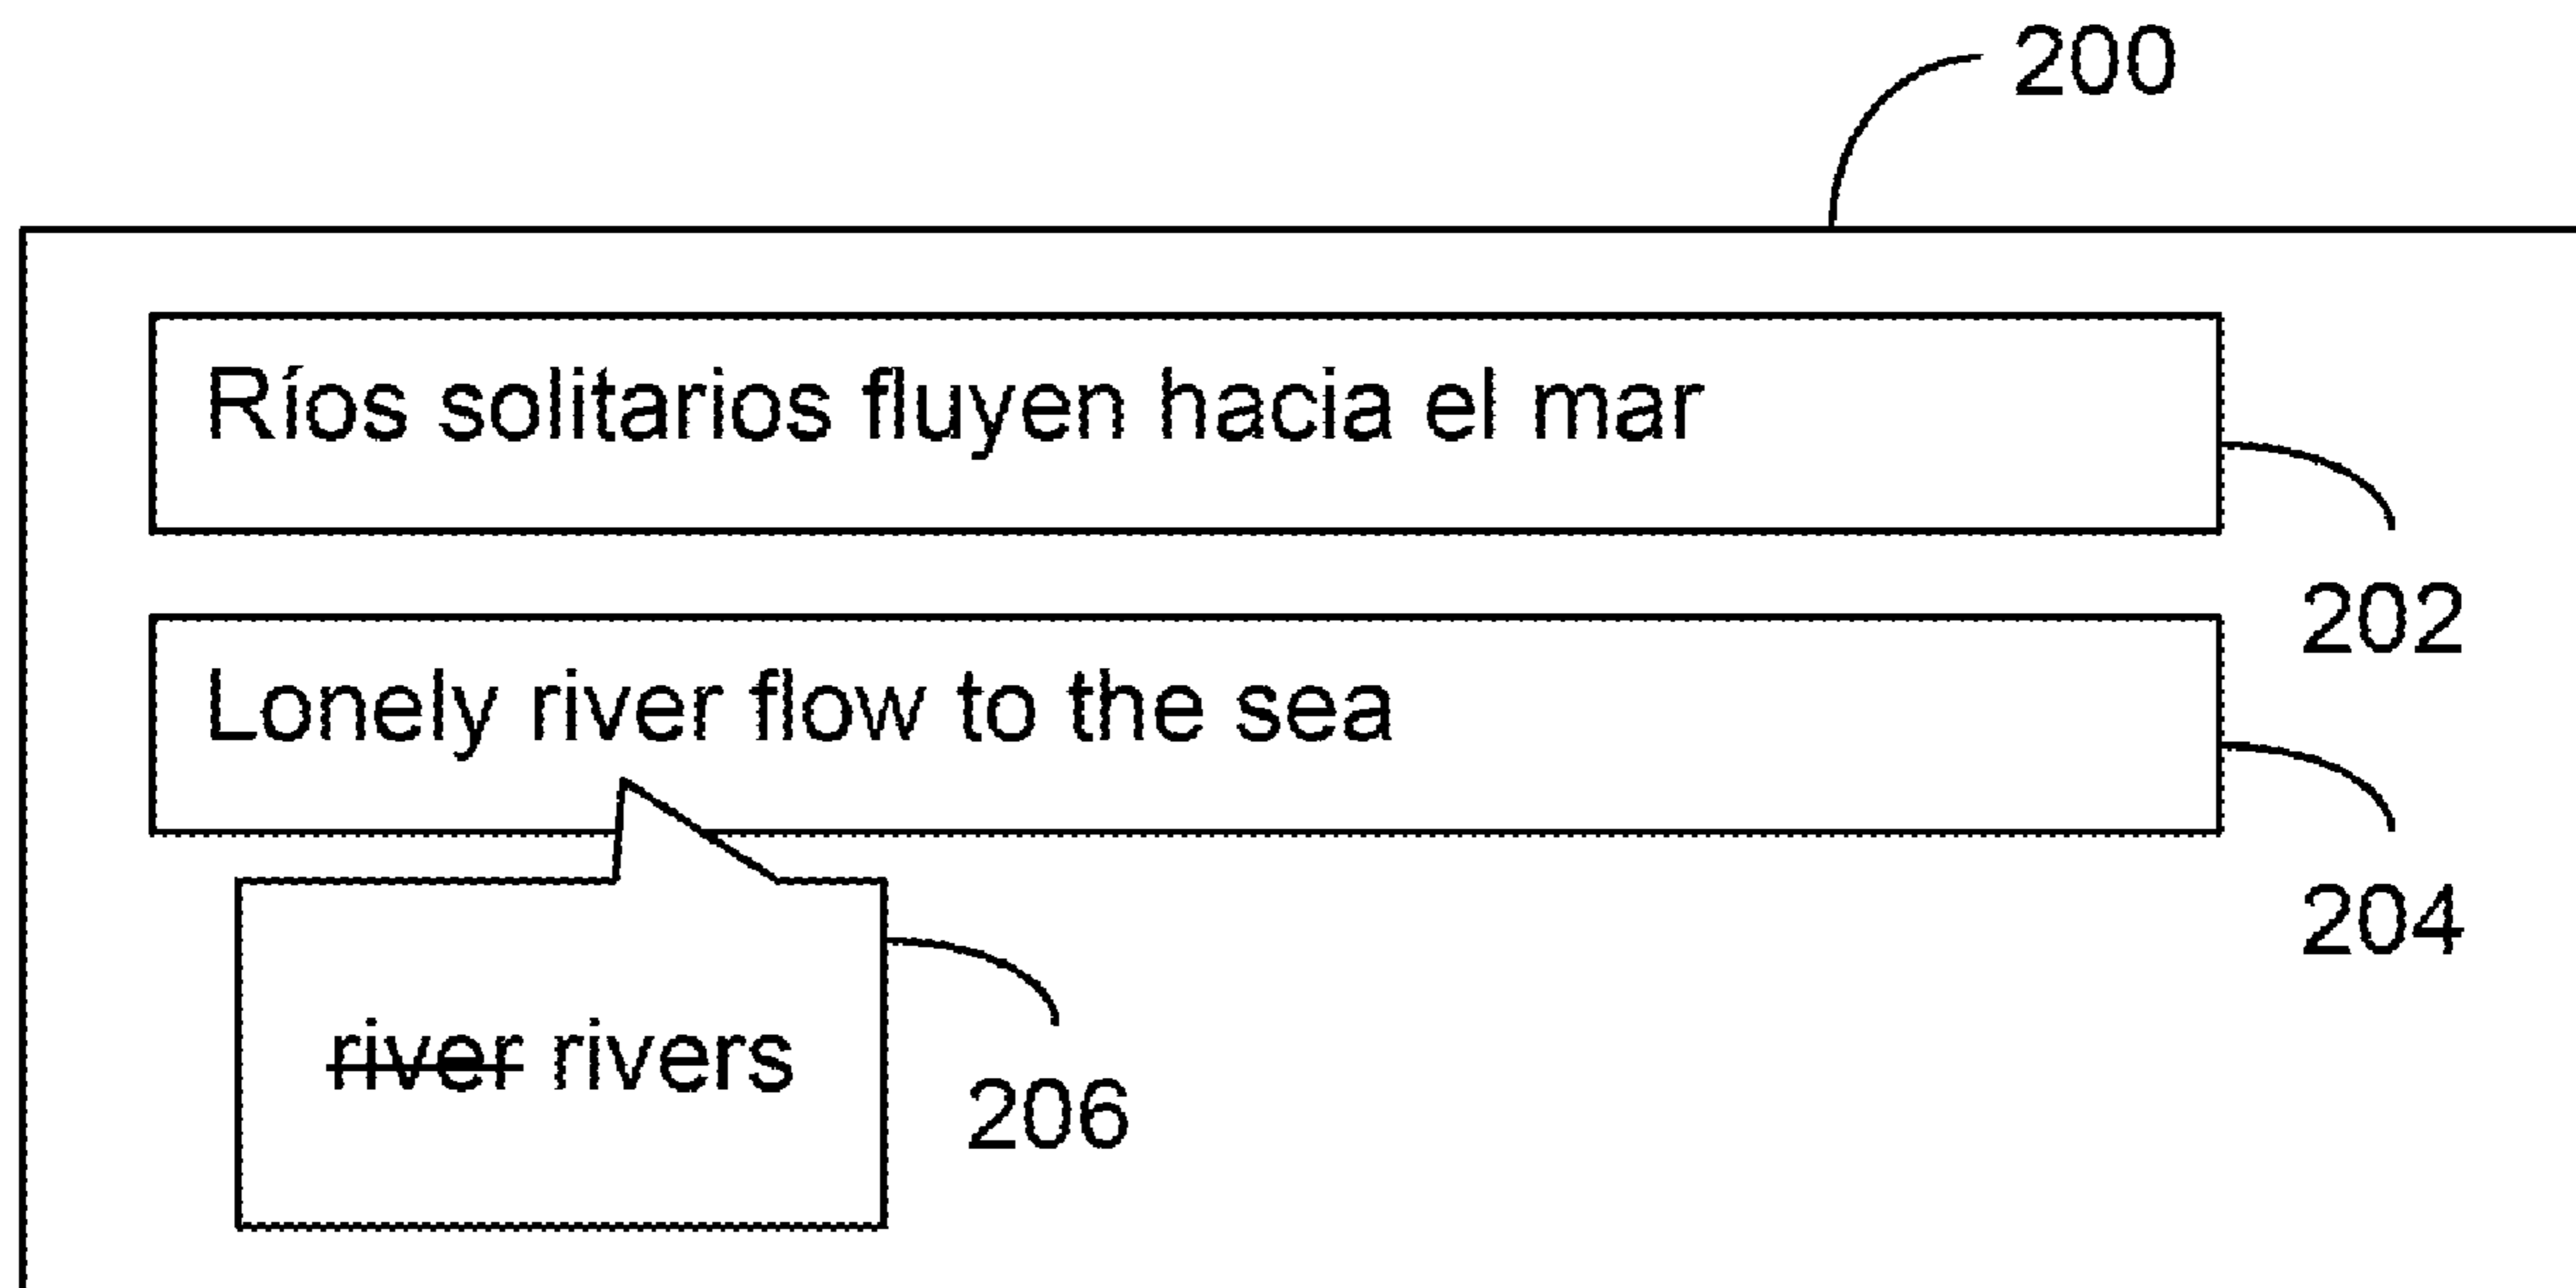 200
Ríos solitarios fluyen hacia el mar
202
Lonely river flow to the sea
204
river rivers
206